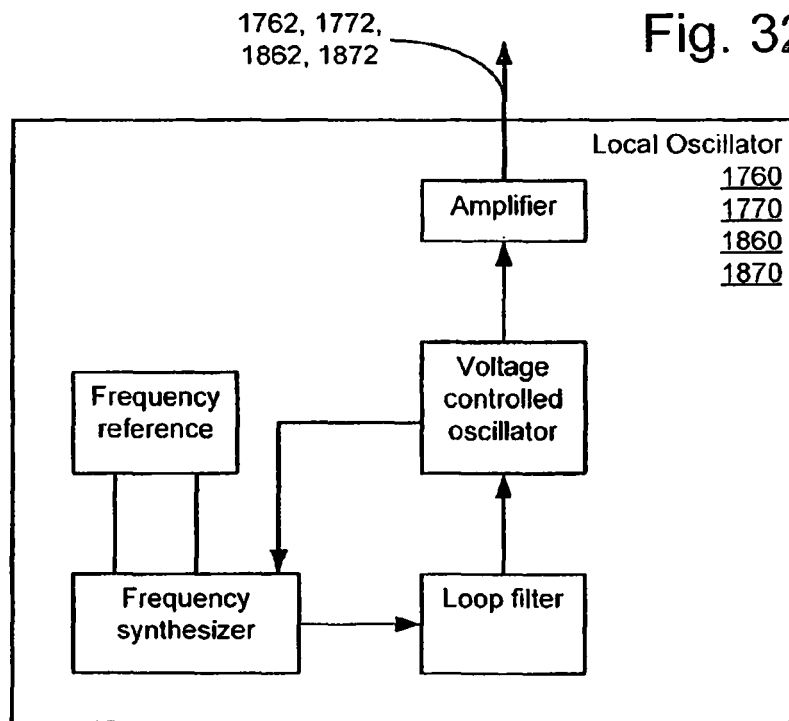 1762, 1772,
1862, 1872
Fig. 32
Local Oscillator
1760
1770
1860
1870
Amplifier
Voltage
controlled
oscillator
Frequency
reference
Frequency
synthesizer
Loop filter